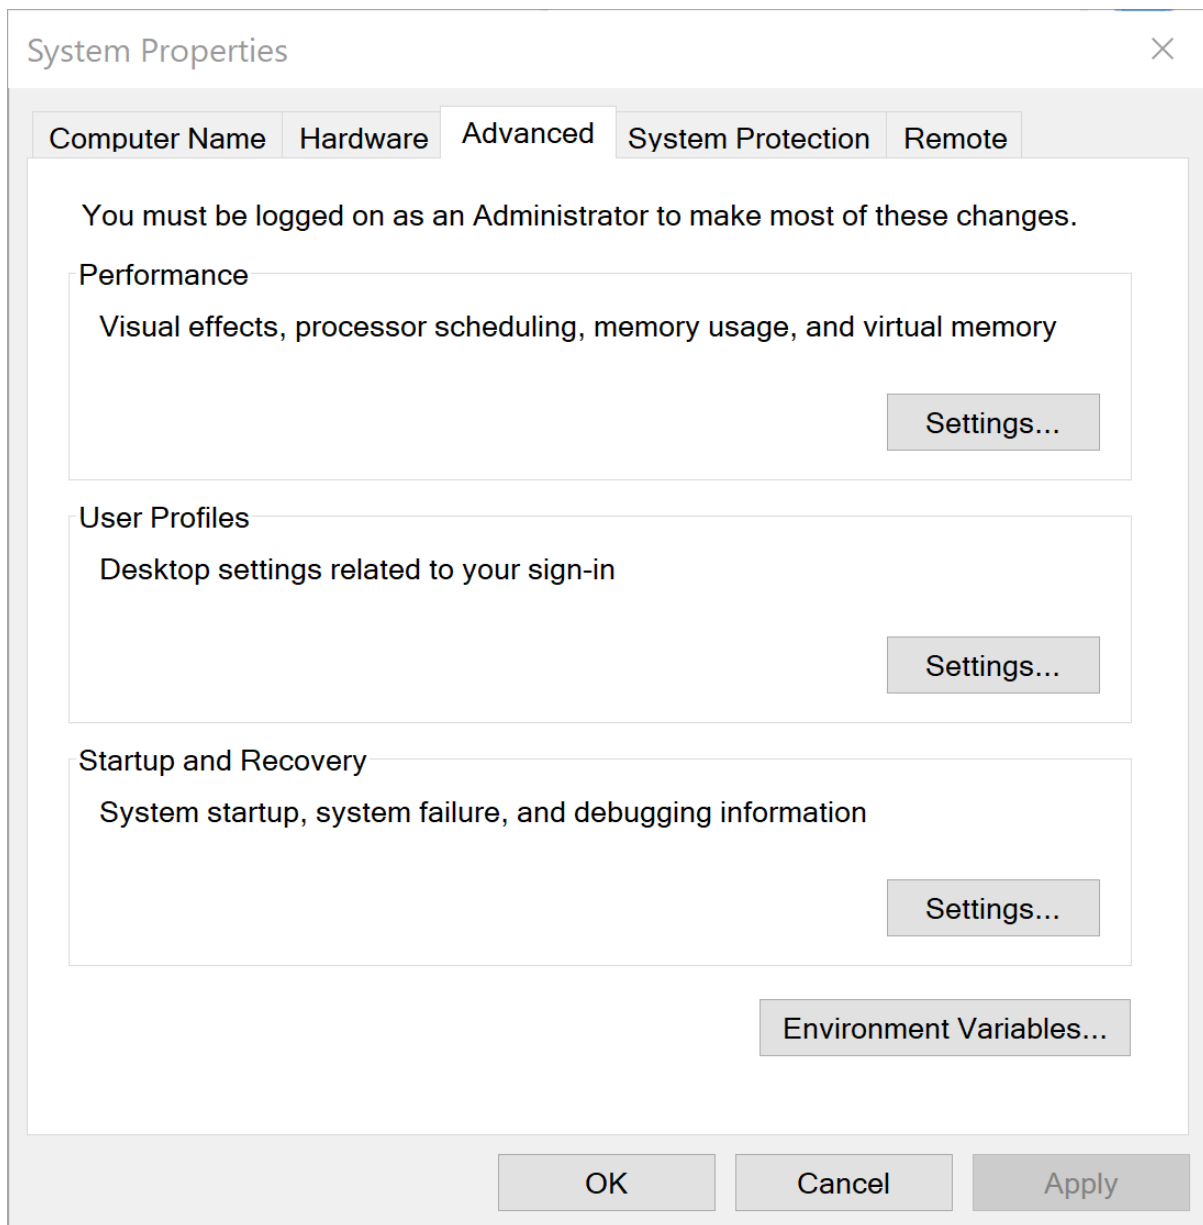 System Properties
Computer Name
Hardware
Advanced
System Protection
Remote
You must be logged on as an Administrator to make most of these changes.
Performance
Visual effects, processor scheduling, memory usage, and virtual memory
Settings...
User Profiles
Desktop settings related to your sign-in
Settings...
Startup and Recovery
System startup, system failure, and debugging information
Settings...
Environment Variables...
OK
Cancel
Apply